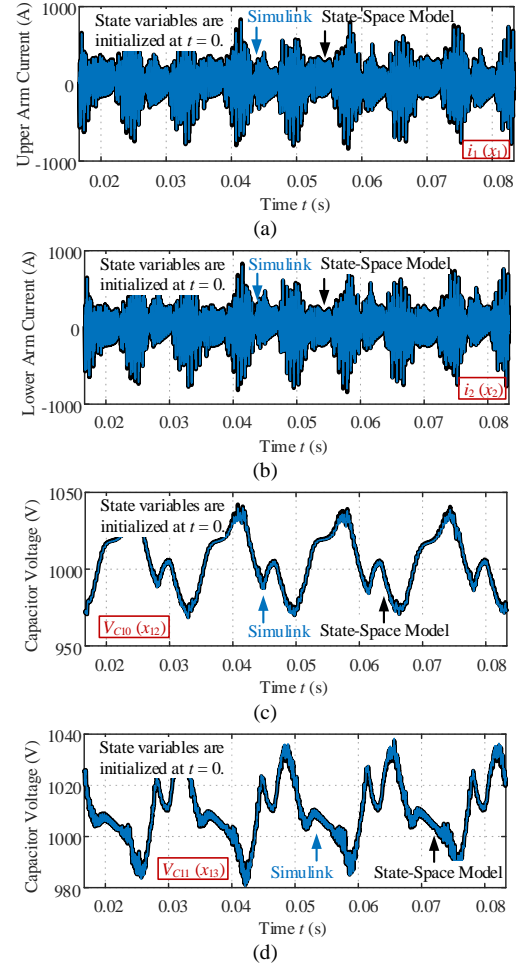 1000
State variables are
initialized at t = 0.
Simulink
State-Space Model
Upper Arm Current (A)
0
-1000
i1 (x1)
0.02 0.03 0.04 0.05 0.06 0.07 0.08
Time t (s)
(a)
1000
State variables are
initialized at t = 0.
Simulink
State-Space Model
Lower Arm Current (A)
0
-1000
i2 (x2)
0.02 0.03 0.04 0.05 0.06 0.07 0.08
Time t (s)
(b)
1050
State variables are
initialized at t = 0.
Capacitor Voltage (V)
1000
950
VC10 (x12)
Simulink
State-Space Model
0.02 0.03 0.04 0.05 0.06 0.07 0.08
Time t (s)
(c)
1040
State variables are
initialized at t = 0.
Capacitor Voltage (V)
1020
1000
980
VC11 (x13)
Simulink
State-Space Model
0.02 0.03 0.04 0.05 0.06 0.07 0.08
Time t (s)
(d)